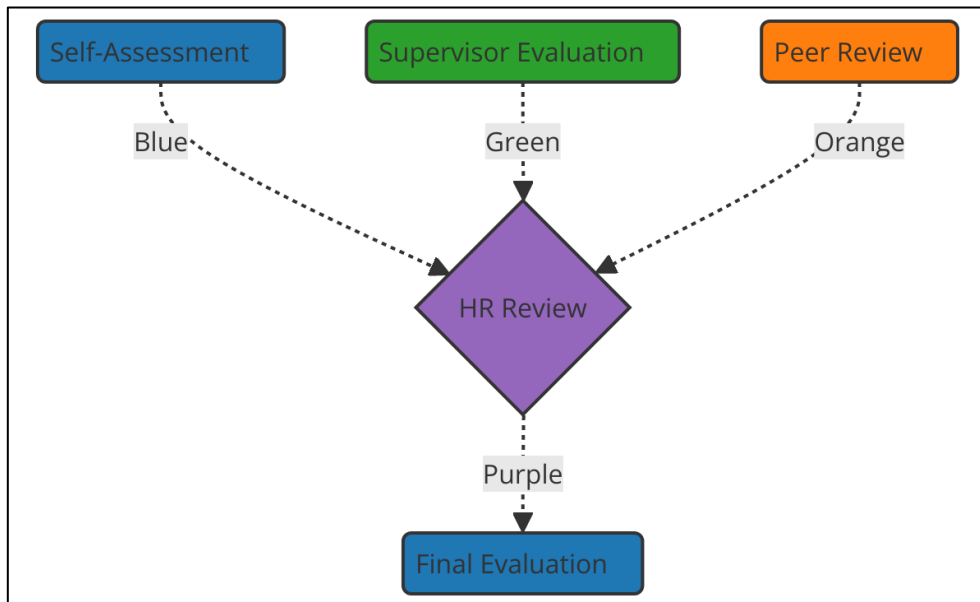 Self-Assessment
Supervisor Evaluation
Peer Review
Blue
Green
Orange
HR Review
Purple
Final Evaluation